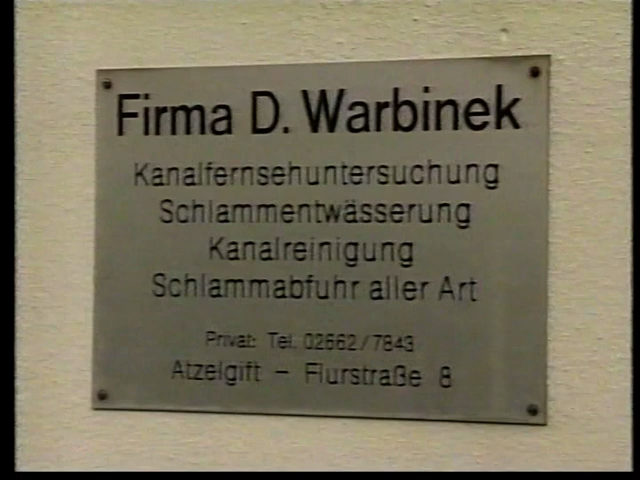 Firma D. Warbinek
Kanalfernsehuntersuchung
Schlammentwässerung
Kanalreinigung
Schlammabfuhr aller Art
Privat: Tel. 02662/7843
Atzelgift - Flurstraße 8